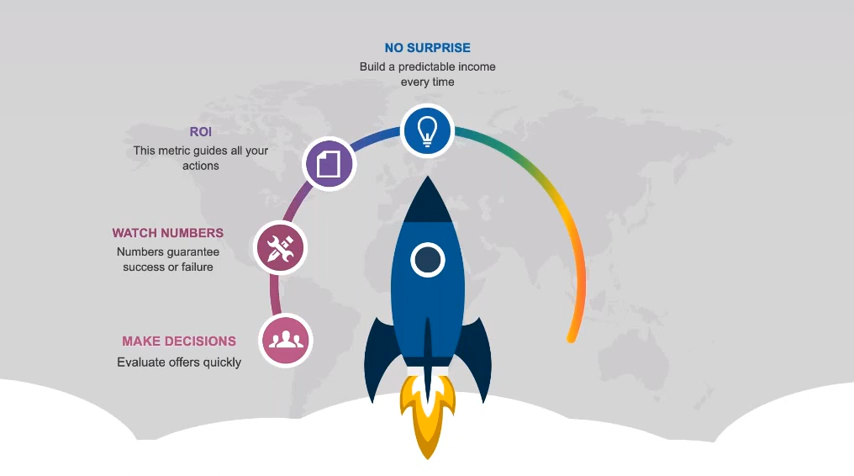 NO SURPRISE
Build a predictable income
every time
ROI
This metric guides all your
actions
WATCH NUMBERS
Numbers guarantee
success or failure
MAKE DECISIONS
Evaluate offers quickly